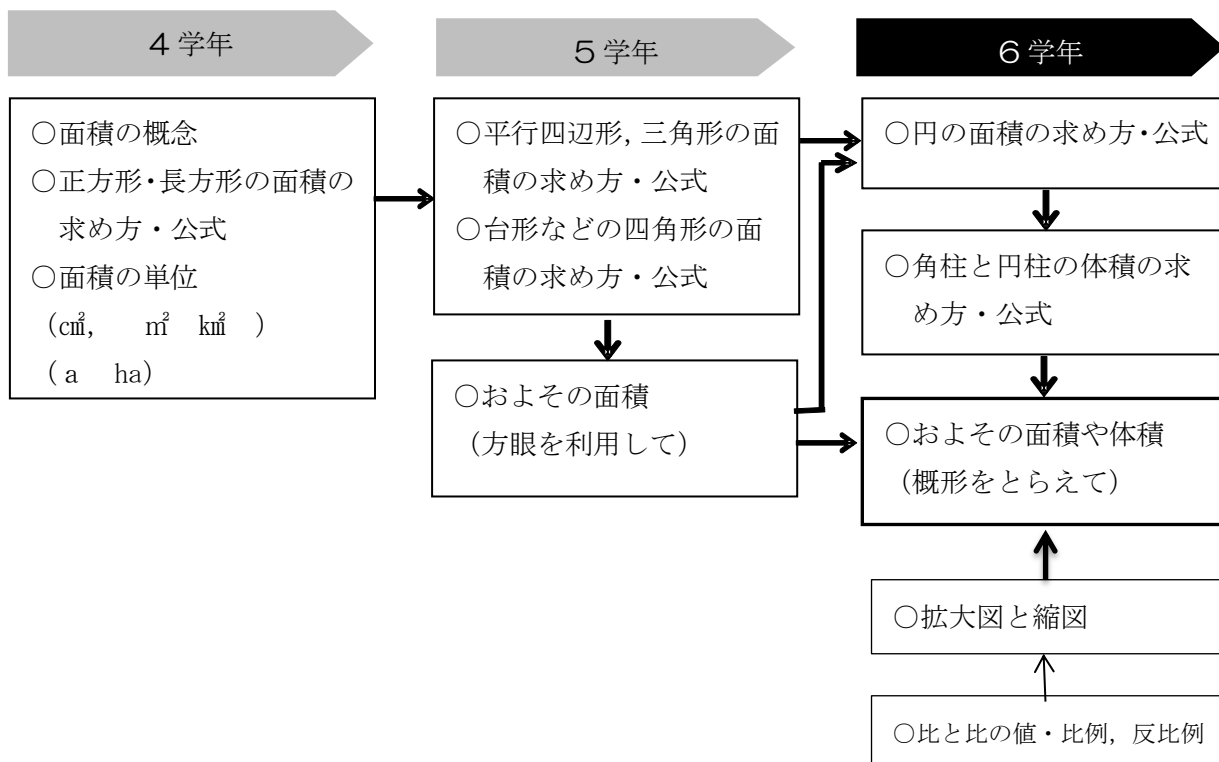 4学年
5学年
6学年
○面積の概念
○正方形・長方形の面積の
求め方・公式
○面積の単位
(㎠, ㎡ ㎢ )
(a ha)
○平行四辺形,三角形の面
積の求め方・公式
○台形などの四角形の面
積の求め方・公式
○およその面積
(方眼を利用して)
○円の面積の求め方・公式
○角柱と円柱の体積の求
め方・公式
○およその面積や体積
(概形をとらえて)
○拡大図と縮図
○比と比の値・比例,反比例